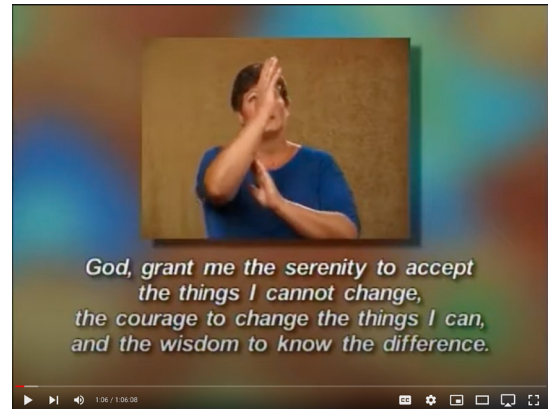 God, grant me the serenity to accept
the things I cannot change,
the courage to change the things I can,
and the wisdom to know the difference.
1:06 / 1:06:08
CC